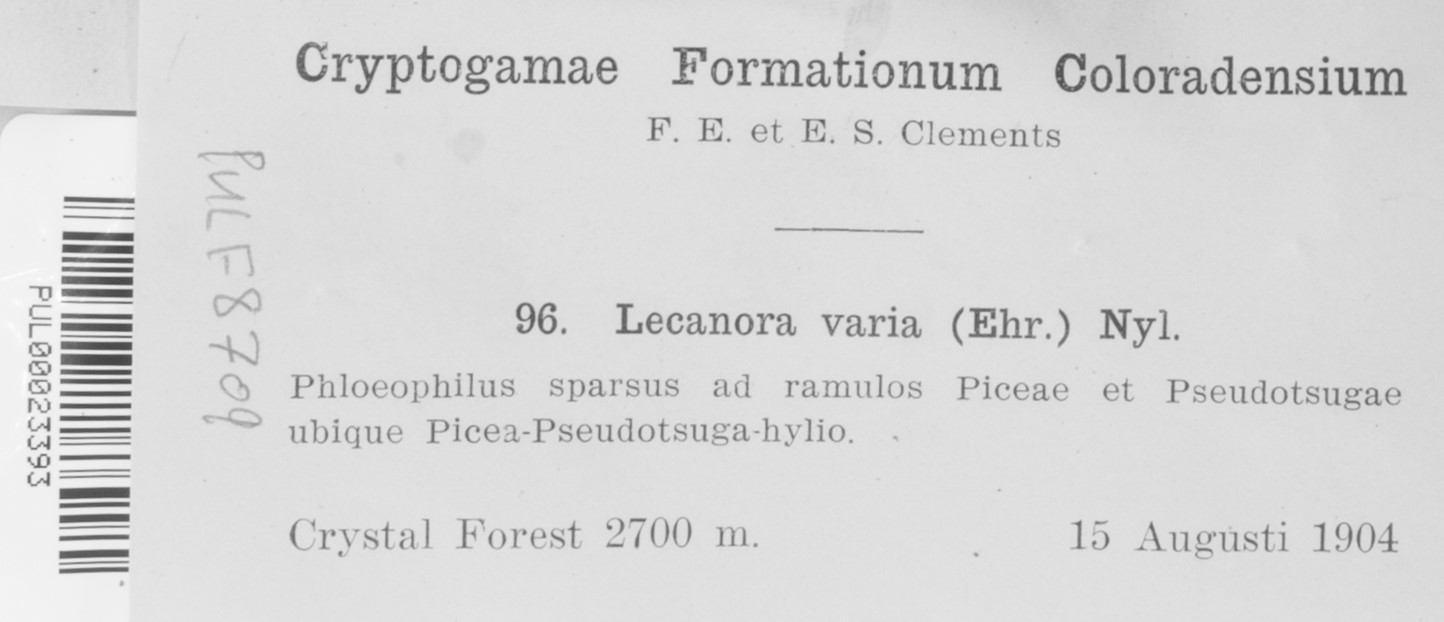 Cryptogamae Formationum Coloradensium
F. E. et E. S. Clements
96. Lecanora varia (Ehr.) Nyl.
Phloeophilus sparsus ad ramulos Piceae et Pseudotsugae
ubique Picea-Pseudotsuga-hylio.
Crystal Forest 2700 m. 15 Augusti 1904
PUL F8709
PUL00023393